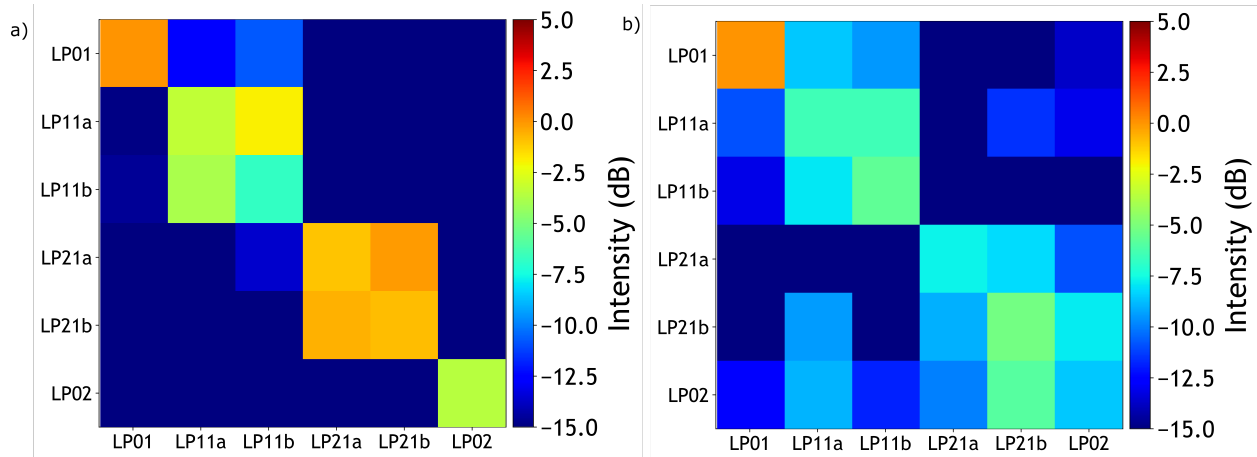 a)
LP01
LP11a
LP11b
LP21a
LP21b
LP02
LP01 LP11a LP11b LP21a LP21b LP02
5.0
2.5
0.0
−2.5
−5.0
−7.5
−10.0
−12.5
−15.0
Intensity (dB)
b)
LP01
LP11a
LP11b
LP21a
LP21b
LP02
LP01 LP11a LP11b LP21a LP21b LP02
5.0
2.5
0.0
−2.5
−5.0
−7.5
−10.0
−12.5
−15.0
Intensity (dB)